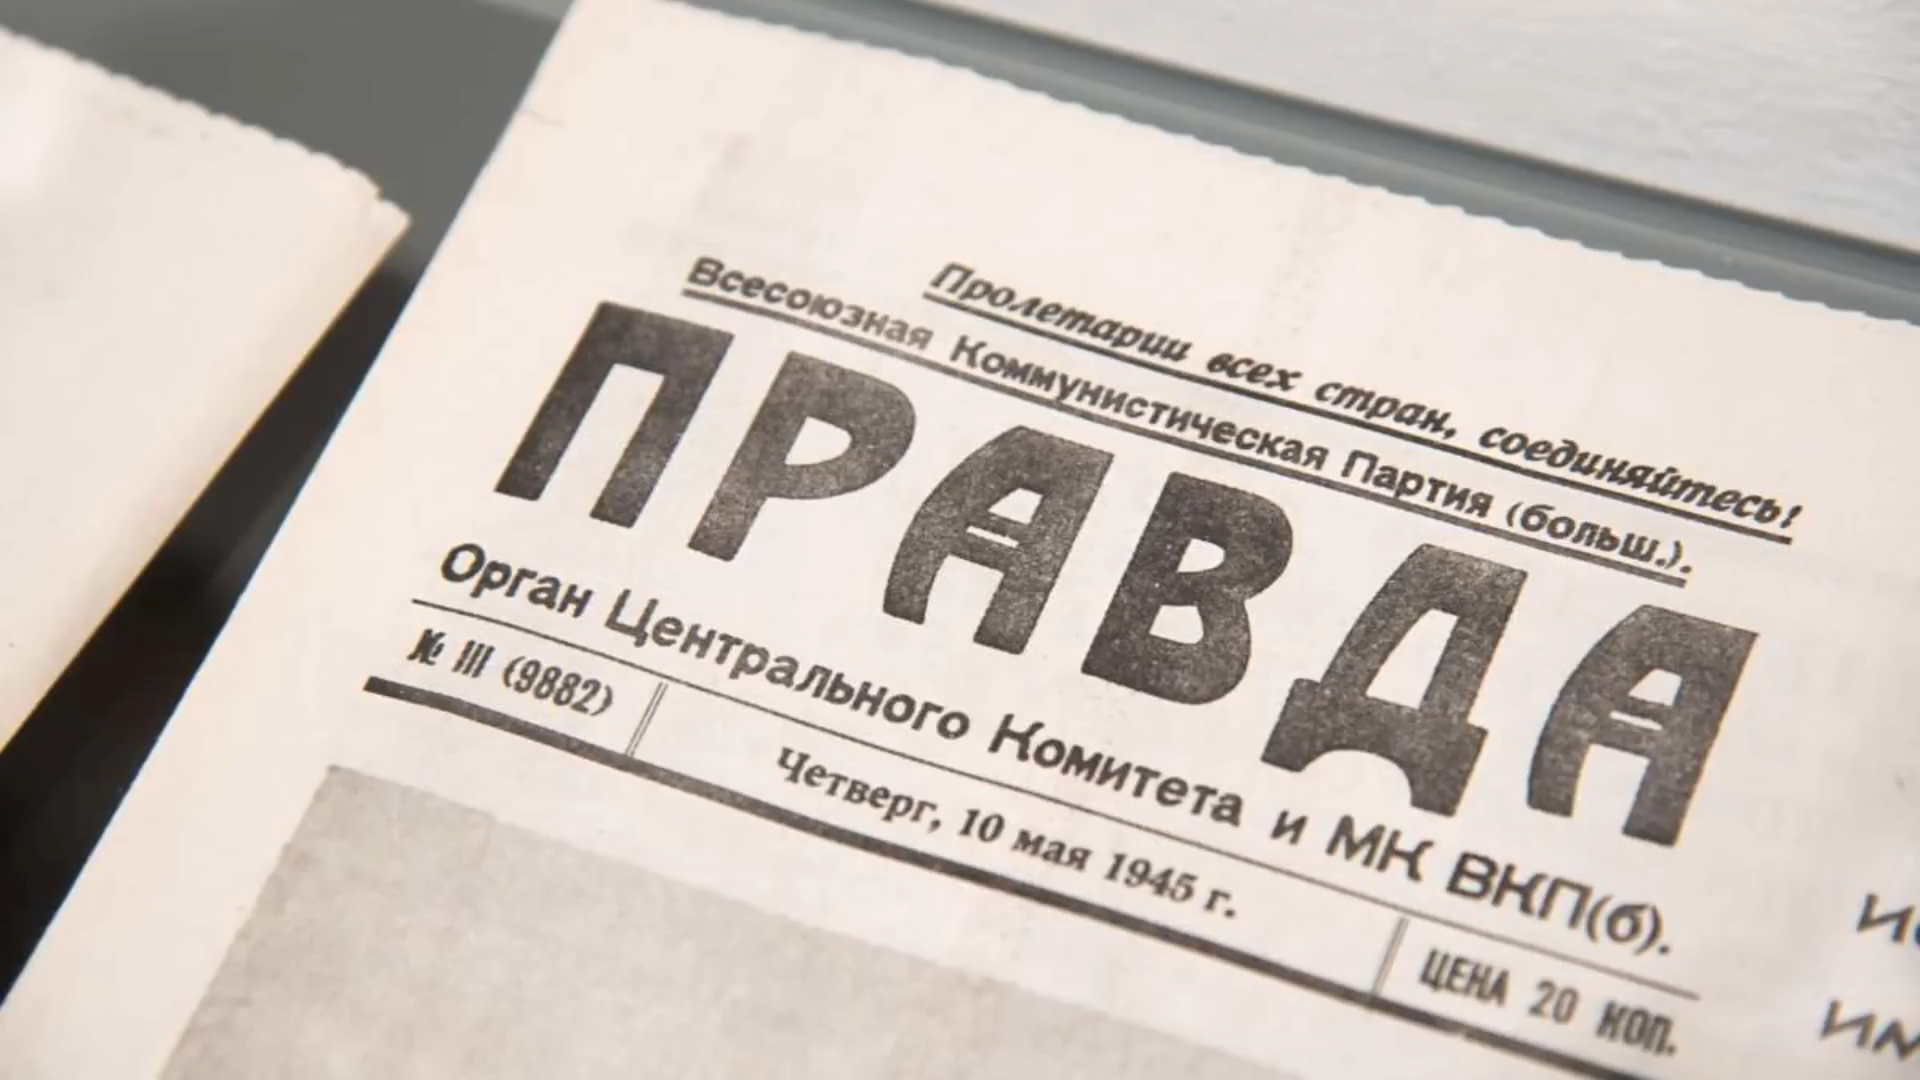 Пролетарии всех стран, соединяйтесь!
Всесоюзная Коммунистическая Партия (больш.).
ПРАВДА
Орган Центрального Комитета и МК ВКП(б).
№ 111 (9882)
Четверг, 10 мая 1945 г.
ЦЕНА 20 КОП.